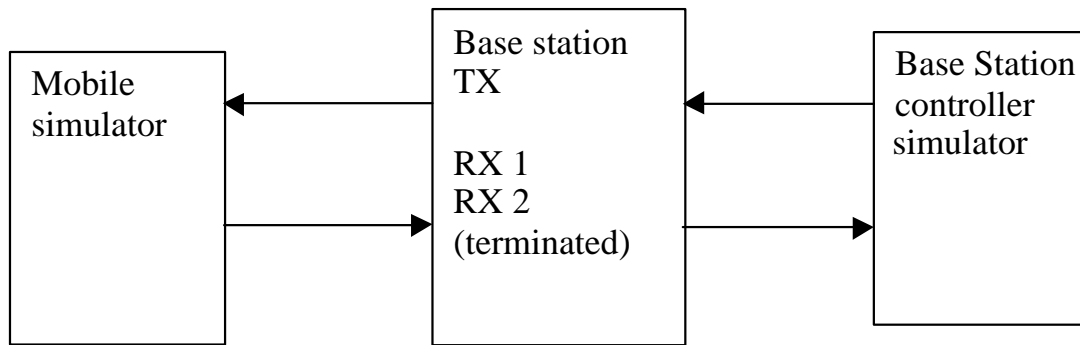 Mobile
simulator
Base station
TX
RX 1
RX 2
(terminated)
Base Station
controller
simulator